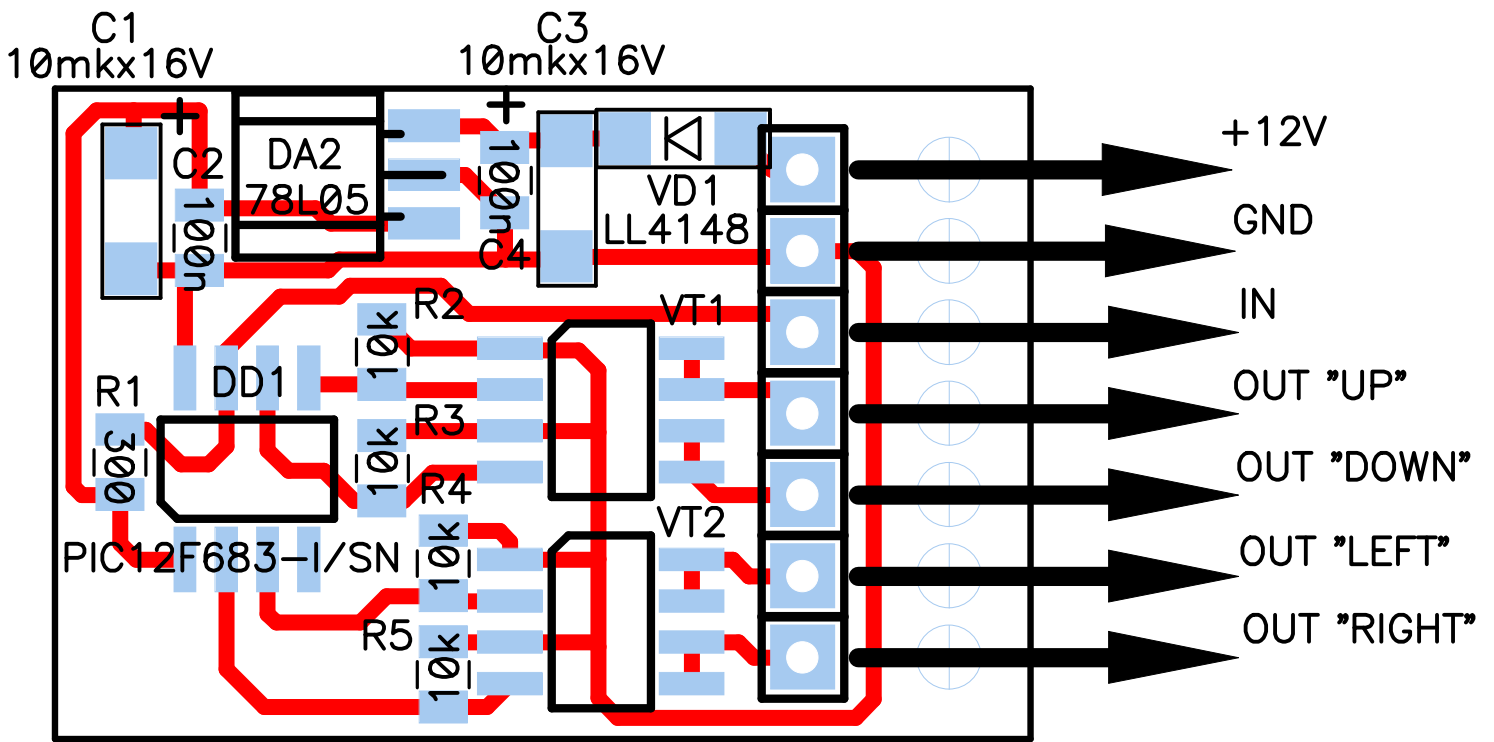 C1
10mkx16V
C3
10mkx16V
+
+
+12V
C2
DA2
78L05
100n
100n
VD1
LL4148
GND
C4
R2
10k
VT1
IN
DD1
OUT "UP"
R1
300
R3
10k
OUT "DOWN"
R4
VT2
PIC12F683-I/SN
10k
OUT "LEFT"
R5
10k
OUT "RIGHT"